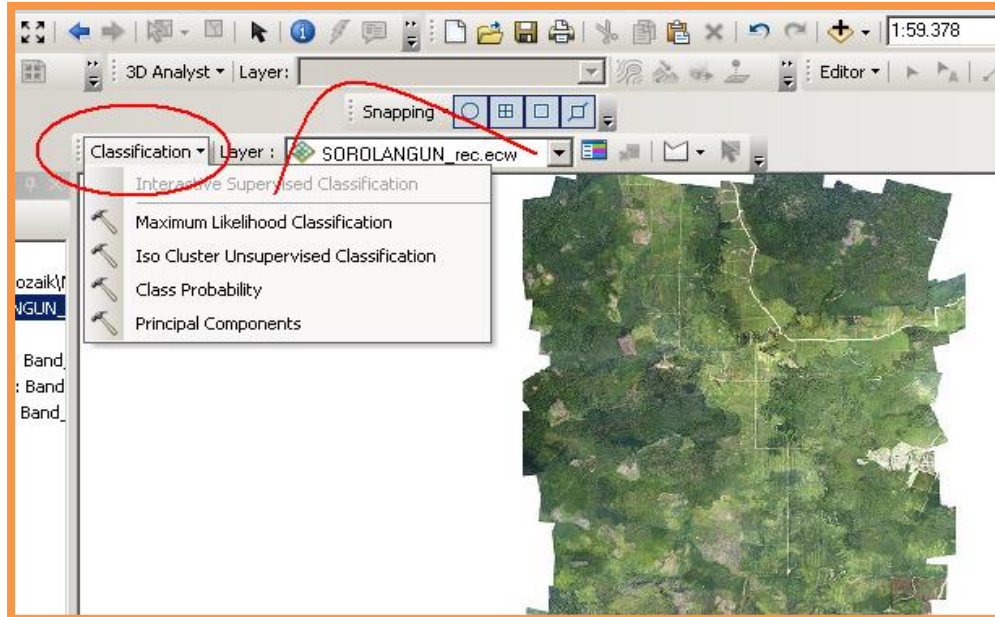 1:59.378
3D Analyst Layer: Editor
Snapping
Classification Layer : SOROLANGUN_rec.ecw
Interactive Supervised Classification
Maximum Likelihood Classification
Iso Cluster Unsupervised Classification
Class Probability
Principal Components
ozaik\
NGUN_
Band_
: Band
Band_